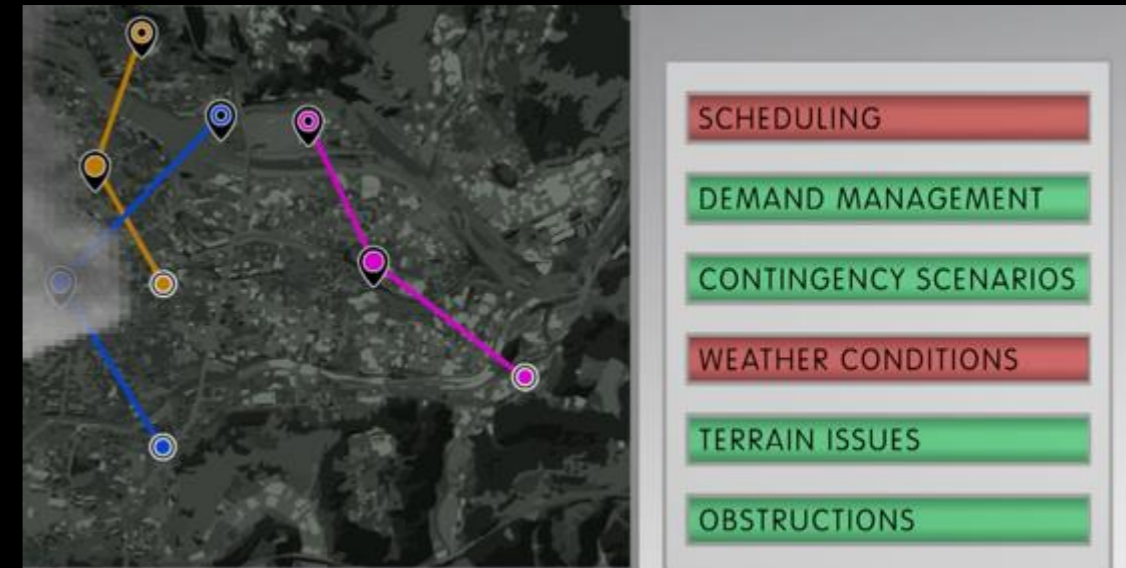 SCHEDULING
DEMAND MANAGEMENT
CONTINGENCY SCENARIOS
WEATHER CONDITIONS
TERRAIN ISSUES
OBSTRUCTIONS